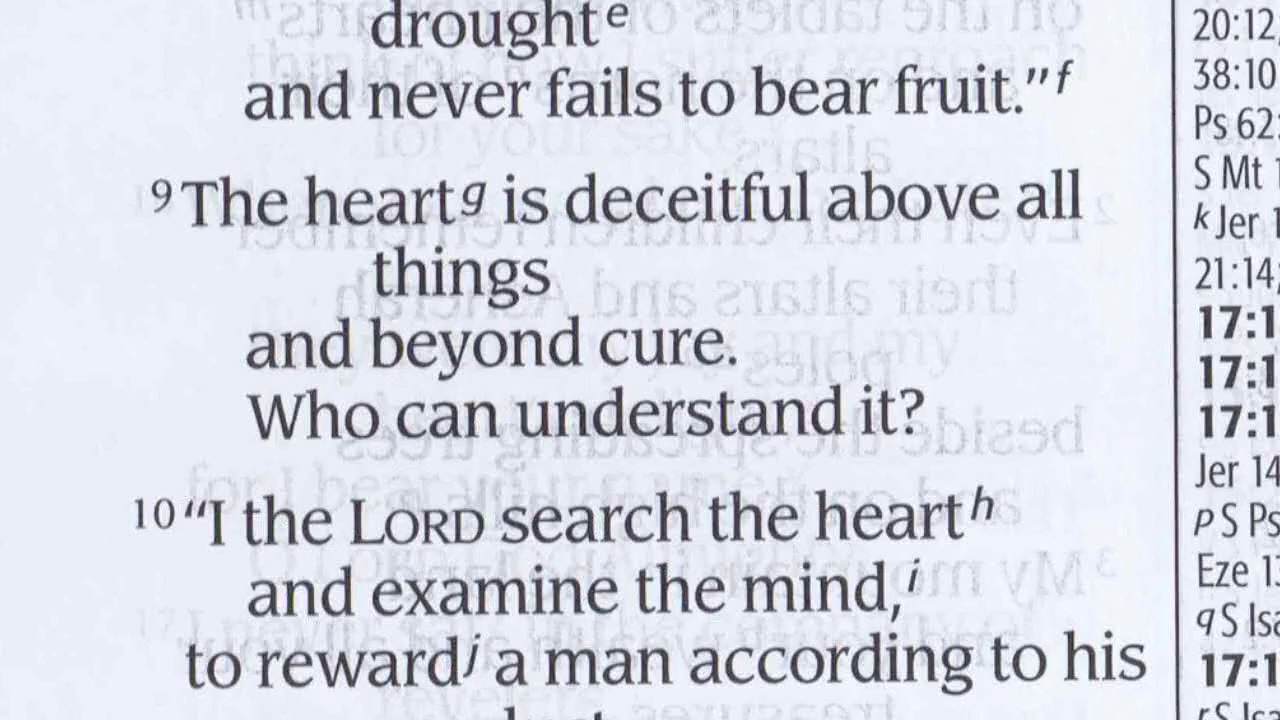 drought e
and never fails to bear fruit." f
9 The heart g is deceitful above all
things
and beyond cure.
Who can understand it?
10 "I the LORD search the heart h
and examine the mind, i
to reward j a man according to his
20:12,
38:10
Ps 62:
S Mt 1
k Jer 1
21:14;
17:1
17:1
17:1
Jer 14
p S Ps
Eze 13
q S Isa
17:1
r S Isa